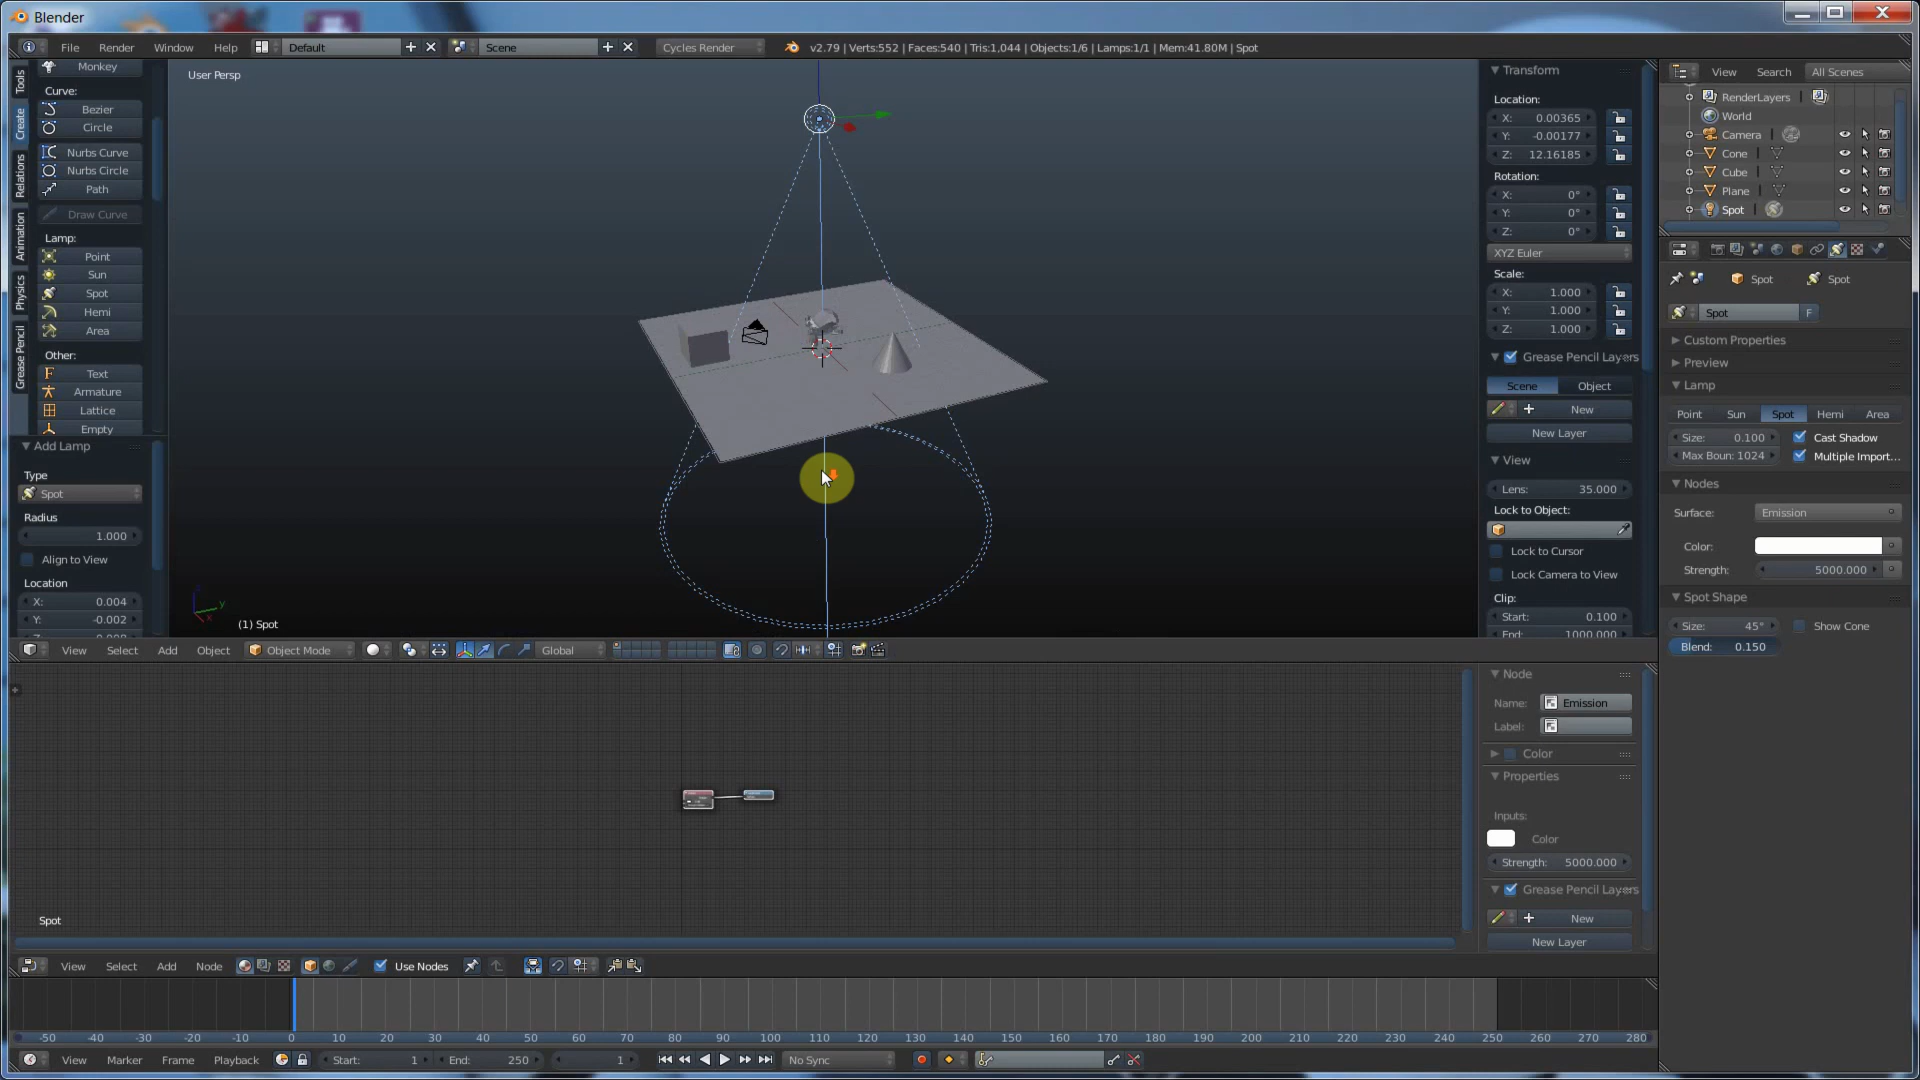 Blender
File Render Window Help Default Scene Cycles Render v2.79 | Verts:552 | Faces:540 | Tris:1,044 | Objects:1/6 | Lamps:1/1 | Mem:41.80M | Spot
Tools
Create
Relations
Animation
Physics
Grease Pencil
Monkey
Curve:
Bezier
Circle
Nurbs Curve
Nurbs Circle
Path
Draw Curve
Lamp:
Point
Sun
Spot
Hemi
Area
Other:
Text
Armature
Lattice
Empty
Add Lamp
Type
Spot
Radius
1.000
Align to View
Location
X: 0.004
Y: -0.002
User Persp
(1) Spot
Transform
Location:
X: 0.00365
Y: -0.00177
Z: 12.16185
Rotation:
X: 0°
Y: 0°
Z: 0°
XYZ Euler
Scale:
X: 1.000
Y: 1.000
Z: 1.000
Grease Pencil Layers
Scene Object
New
New Layer
View
Lens: 35.000
Lock to Object:
Lock to Cursor
Lock Camera to View
Clip:
Start: 0.100
End: 1000.000
View Search All Scenes
RenderLayers
World
Camera
Cone
Cube
Plane
Spot
Spot Spot
Spot F
Custom Properties
Preview
Lamp
Point Sun Spot Hemi Area
Size: 0.100 Cast Shadow
Max Boun: 1024 Multiple Import...
Nodes
Surface: Emission
Color:
Strength: 5000.000
Spot Shape
Size: 45° Show Cone
Blend: 0.150
View Select Add Object Object Mode Global
Node
Name: Emission
Label:
Color
Properties
Inputs:
Color
Strength: 5000.000
Grease Pencil Layers
New
New Layer
Spot
View Select Add Node Use Nodes
-50 -40 -30 -20 -10 0 10 20 30 40 50 60 70 80 90 100 110 120 130 140 150 160 170 180 190 200 210 220 230 240 250 260 270 280
View Marker Frame Playback Start: 1 End: 250 1 No Sync